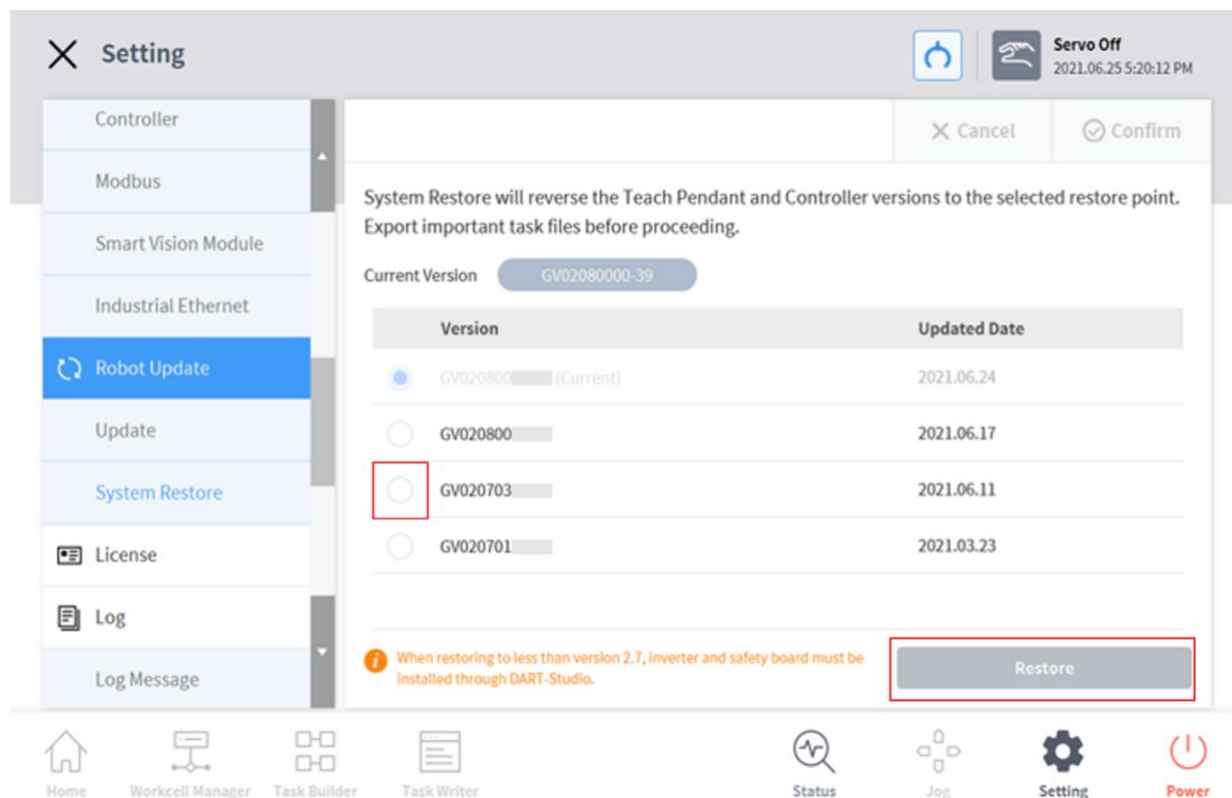 Setting
Servo Off
2021.06.25 5:20:12 PM
Controller
Modbus
Smart Vision Module
Industrial Ethernet
Robot Update
Update
System Restore
License
Log
Log Message
Cancel
Confirm
System Restore will reverse the Teach Pendant and Controller versions to the selected restore point.
Export important task files before proceeding.
Current Version GV02080000-39
Version Updated Date
GV020800 (Current) 2021.06.24
GV020800 2021.06.17
GV020703 2021.06.11
GV020701 2021.03.23
When restoring to less than version 2.7, inverter and safety board must be
installed through DART-Studio.
Restore
Home Workcell Manager Task Builder Task Writer Status Jog Setting Power